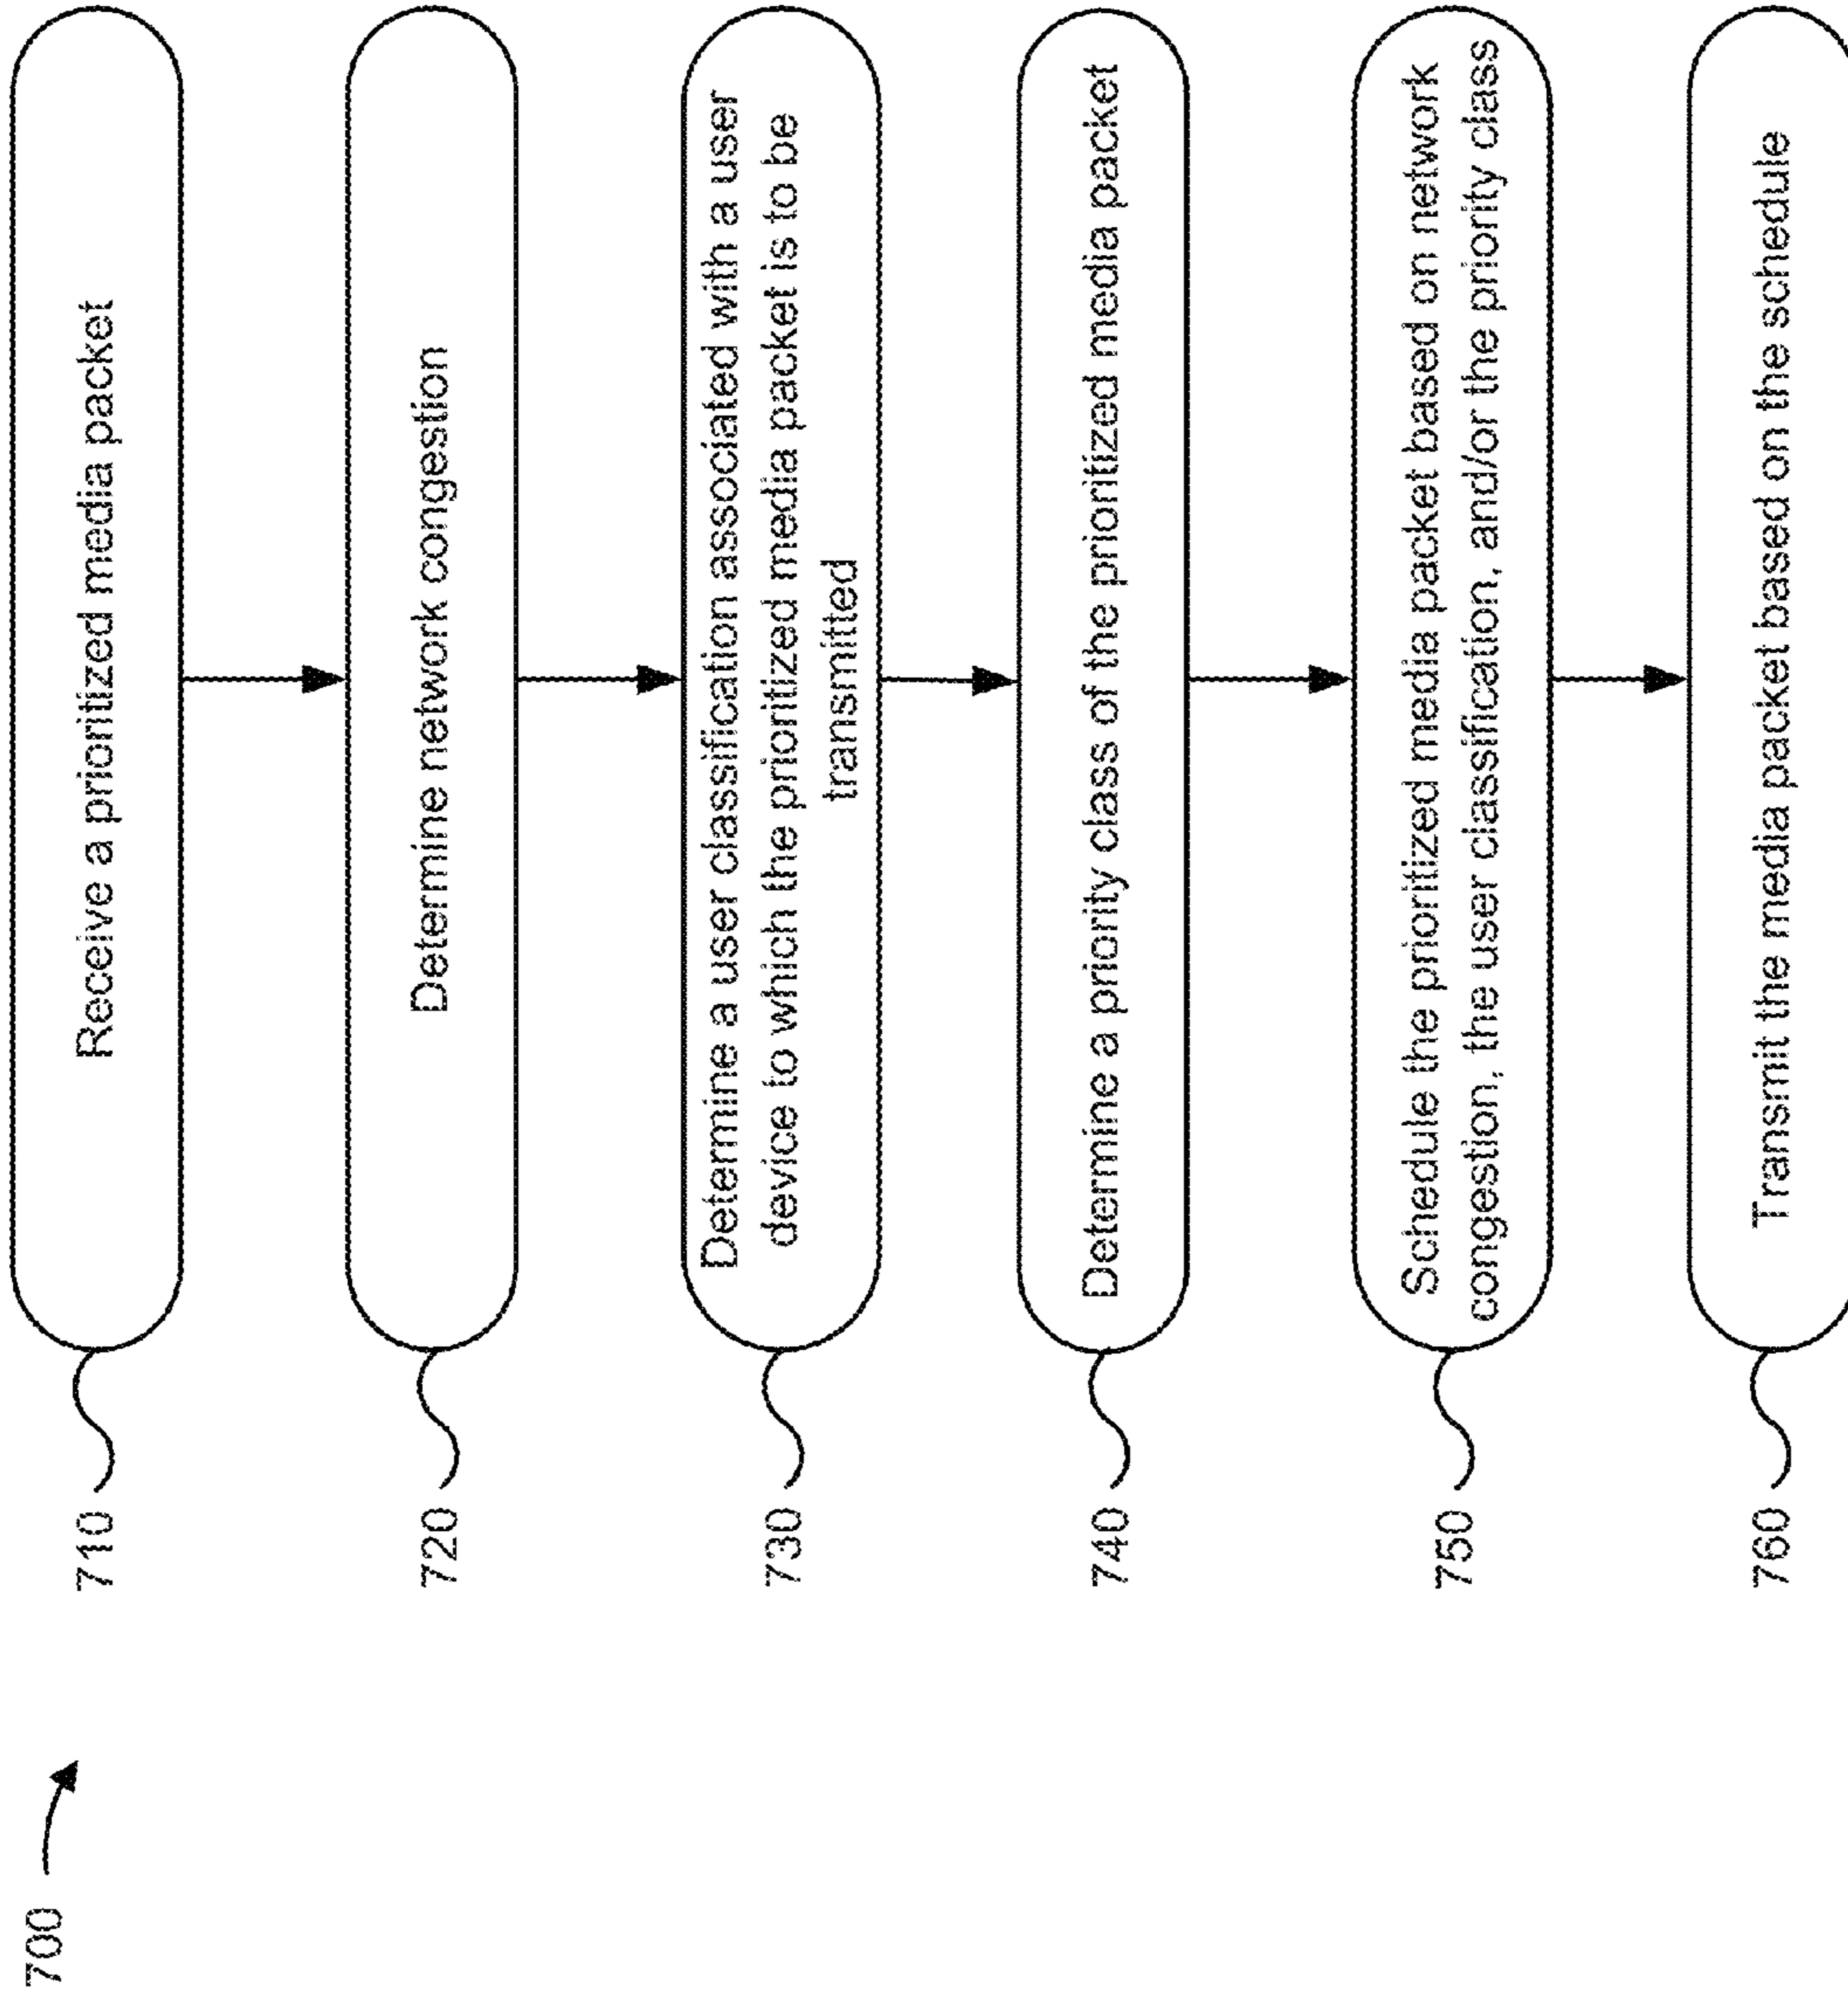 700
710
Receive a prioritized media packet
720
Determine network congestion
730
Determine a user classification associated with a user
device to which the prioritized media packet is to be
transmitted
740
Determine a priority class of the prioritized media packet
750
Schedule the prioritized media packet based on network
congestion, the user classification, and/or the priority class
760
Transmit the media packet based on the schedule